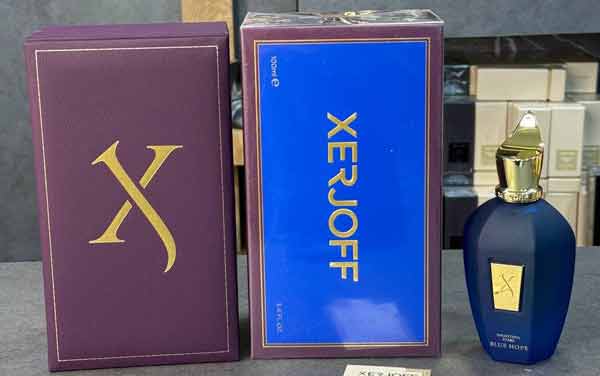 X
100ml e
XERJOFF
3.4 Fl. OZ.
X
BLUE HOPE
XERJOFF